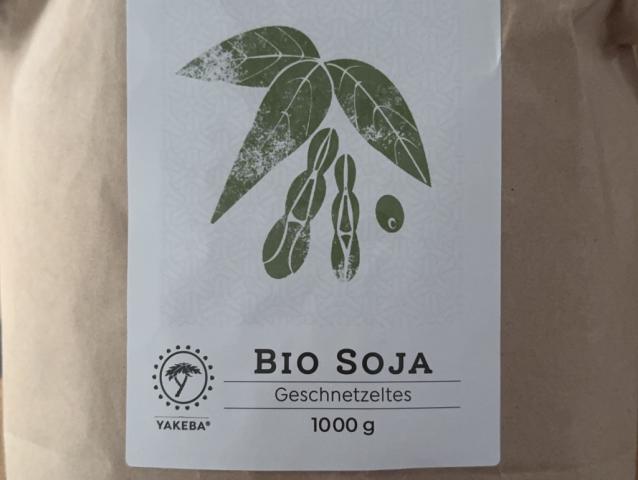 BIO SOJA
Geschnetzeltes
1000 g
YAKEBA®